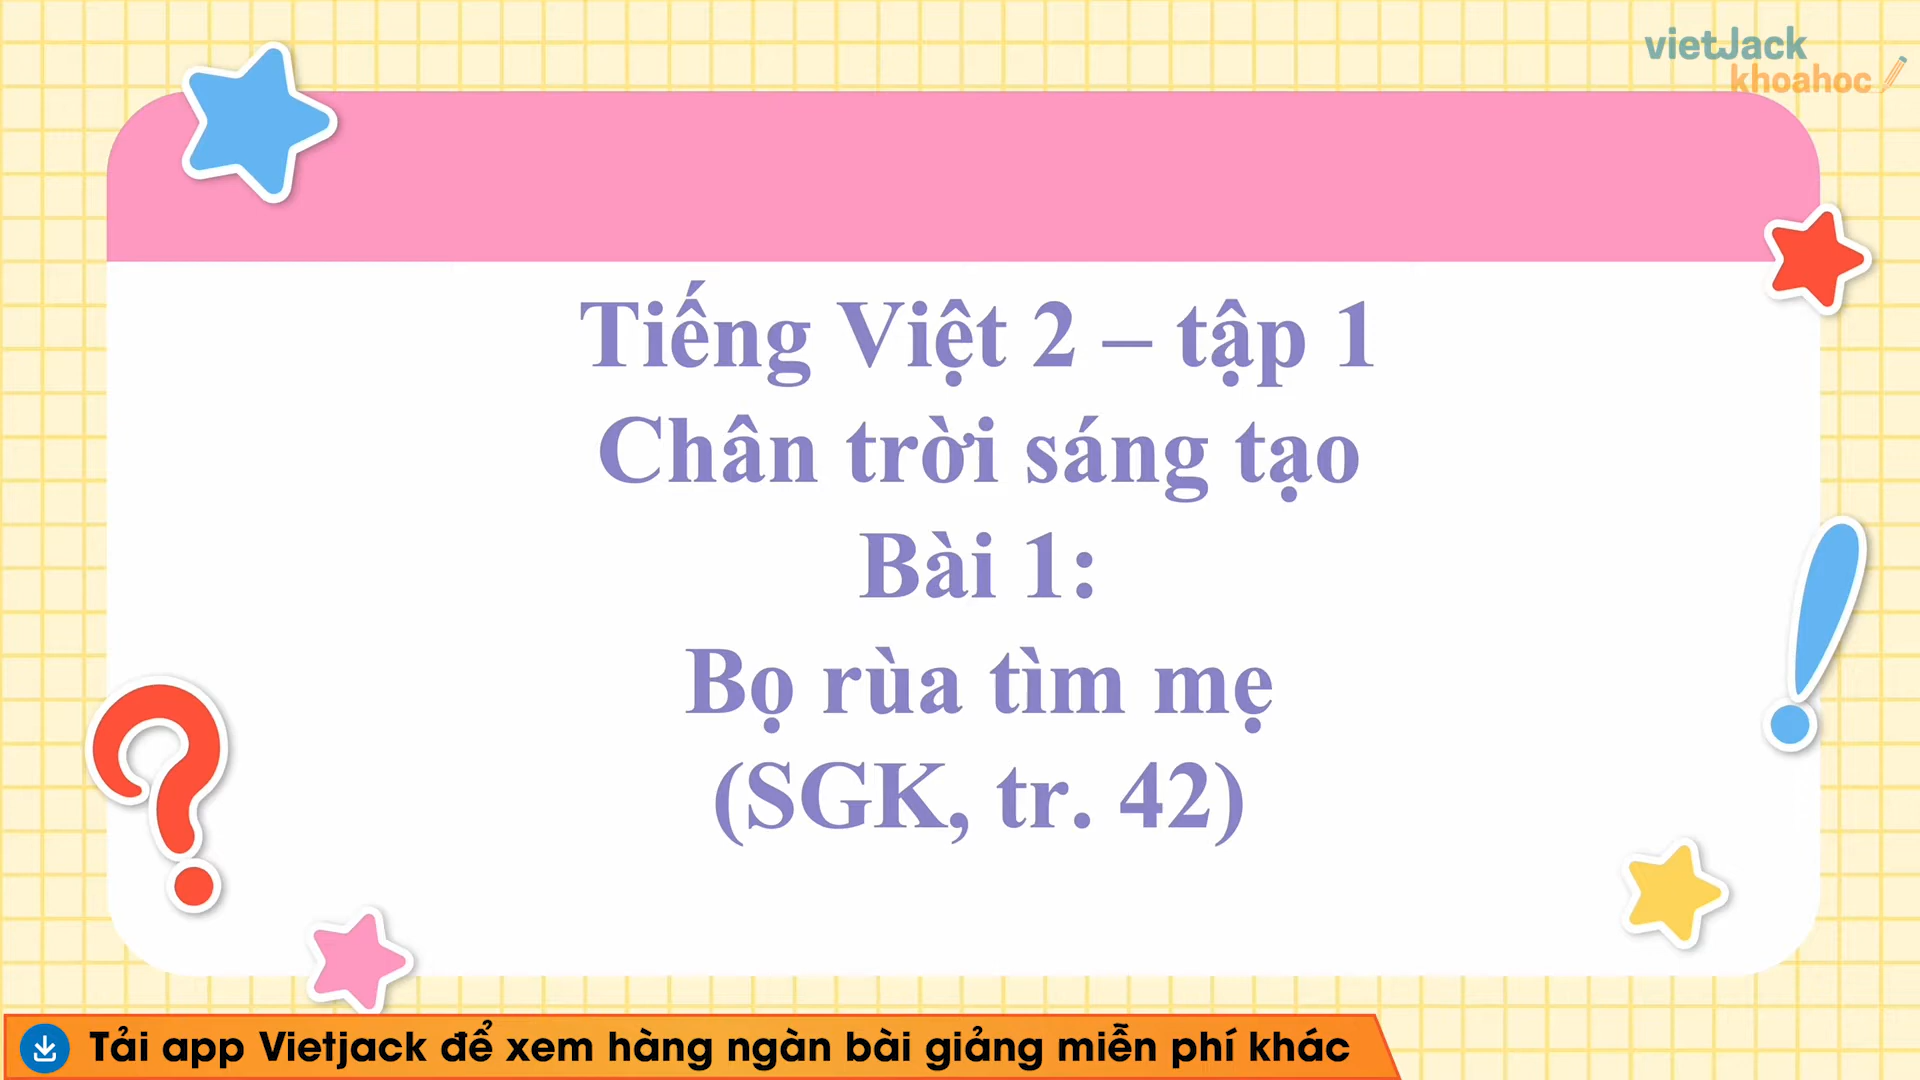 vietJack
khoahoc
Tiếng Việt 2 – tập 1
Chân trời sáng tạo
Bài 1:
Bọ rùa tìm mẹ
(SGK, tr. 42)
Tải app Vietjack để xem hàng ngàn bài giảng miễn phí khác